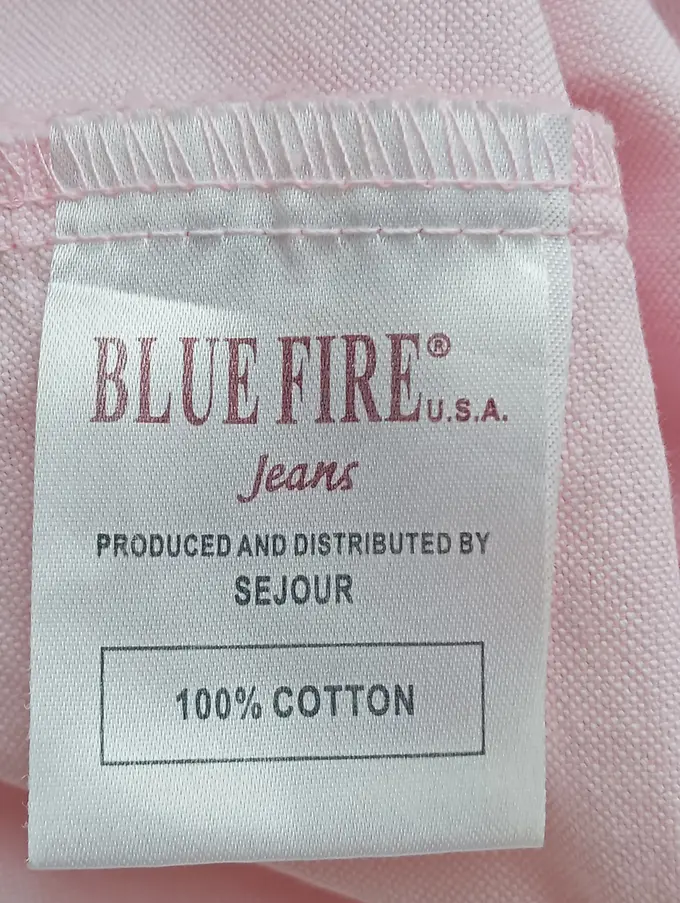 BLUE FIRE® U.S.A.
Jeans
PRODUCED AND DISTRIBUTED BY
SEJOUR
100% COTTON